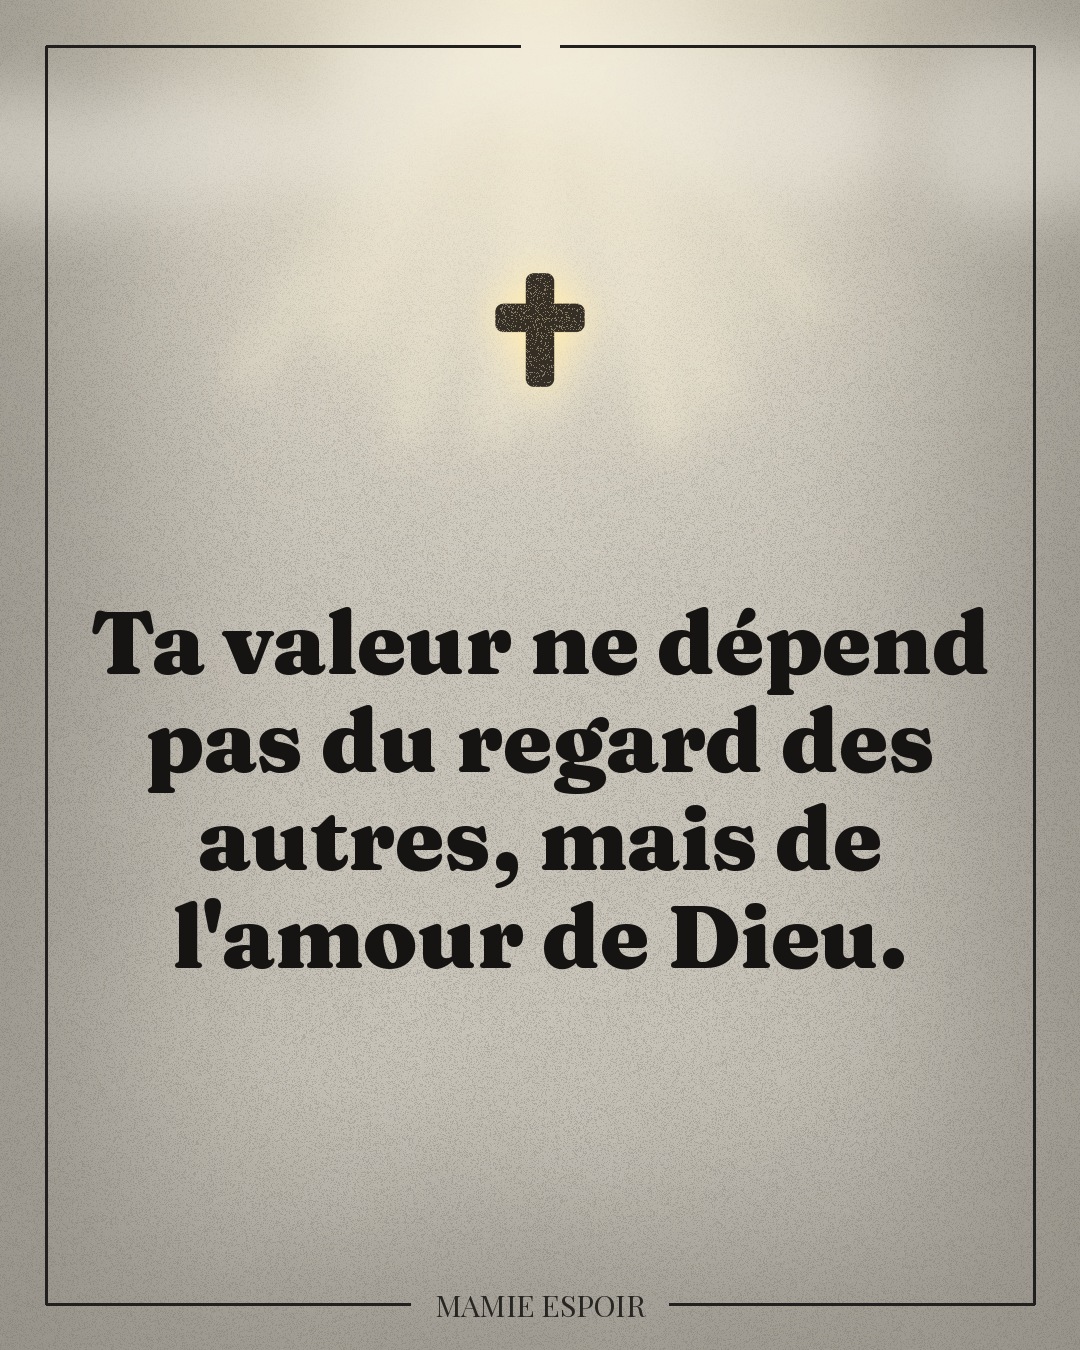 Ta valeur ne dépend
pas du regard des
autres, mais de
l'amour de Dieu.
MAMIE ESPOIR